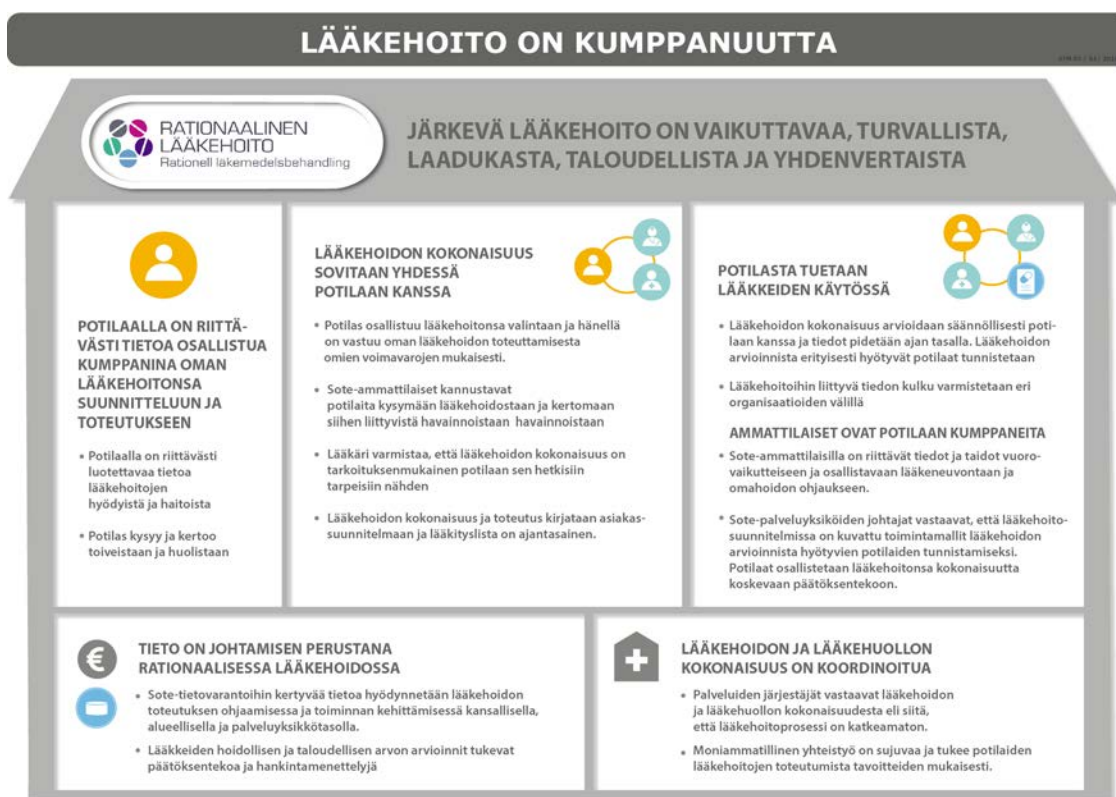 LÄÄKEHOITO ON KUMPPANUUTTA
RATIONAALINEN
LÄÄKEHOITO
Rationell läkemedelsbehandling
JÄRKEVÄ LÄÄKEHOITO ON VAIKUTTAVAA, TURVALLISTA,
LAADUKASTA, TALOUDELLISTA JA YHDENVERTAISTA
POTILAALLA ON RIITTÄ-
VÄSTI TIETOA OSALLISTUA
KUMPPANINA OMAN
LÄÄKEHOITONSA
SUUNNITTELUUN JA
TOTEUTUKSEEN
• Potilaalla on riittävästi
luotettavaa tietoa
lääkehoitojen
hyödyistä ja haitoista
• Potilas kysyy ja kertoo
toiveistaan ja huolistaan
LÄÄKEHOIDON KOKONAISUUS
SOVITAAN YHDESSÄ
POTILAAN KANSSA
• Potilas osallistuu lääkehoitonsa valintaan ja hänellä
on vastuu oman lääkehoidon toteuttamisesta
omien voimavarojen mukaisesti.
• Sote-ammattilaiset kannustavat
potilaita kysymään lääkehoidostaan ja kertomaan
siihen liittyvistä havainnoistaan havainnoistaan
• Lääkäri varmistaa, että lääkehoidon kokonaisuus on
tarkoituksenmukainen potilaan sen hetkisiin
tarpeisiin nähden
• Lääkehoidon kokonaisuus ja toteutus kirjataan asiakas-
suunnitelmaan ja lääkityslista on ajantasainen.
POTILASTA TUETAAN
LÄÄKKEIDEN KÄYTÖSSÄ
• Lääkehoidon kokonaisuus arvioidaan säännöllisesti poti-
laan kanssa ja tiedot pidetään ajan tasalla. Lääkehoidon
arvioinnista erityisesti hyötyvät potilaat tunnistetaan
• Lääkehoitoihin liittyvä tiedon kulku varmistetaan eri
organisaatioiden välillä
AMMATTILAISET OVAT POTILAAN KUMPPANEITA
• Sote-ammattilaisilla on riittävät tiedot ja taidot vuoro-
vaikutteiseen ja osallistavaan lääkeneuvontaan ja
omahoidon ohjaukseen.
• Sote-palveluyksiköiden johtajat vastaavat, että lääkehoito-
suunnitelmissa on kuvattu toimintamallit lääkehoidon
arvioinnista hyötyvien potilaiden tunnistamiseksi.
Potilaat osallistetaan lääkehoitonsa kokonaisuutta
koskevaan päätöksentekoon.
€
TIETO ON JOHTAMISEN PERUSTANA
RATIONAALISESSA LÄÄKEHOIDOSSA
• Sote-tietovarantoihin kertyvää tietoa hyödynnetään lääkehoidon
toteutuksen ohjaamisessa ja toiminnan kehittämisessä kansallisella,
alueellisella ja palveluyksikkötasolla.
• Lääkkeiden hoidollisen ja taloudellisen arvon arvioinnit tukevat
päätöksentekoa ja hankintamenettelyjä
LÄÄKEHOIDON JA LÄÄKEHUOLLON
KOKONAISUUS ON KOORDINOITUA
• Palveluiden järjestäjät vastaavat lääkehoidon
ja lääkehuollon kokonaisuudesta eli siitä,
että lääkehoitoprosessi on katkeamaton.
• Moniammatillinen yhteistyö on sujuvaa ja tukee potilaiden
lääkehoitojen toteutumista tavoitteiden mukaisesti.